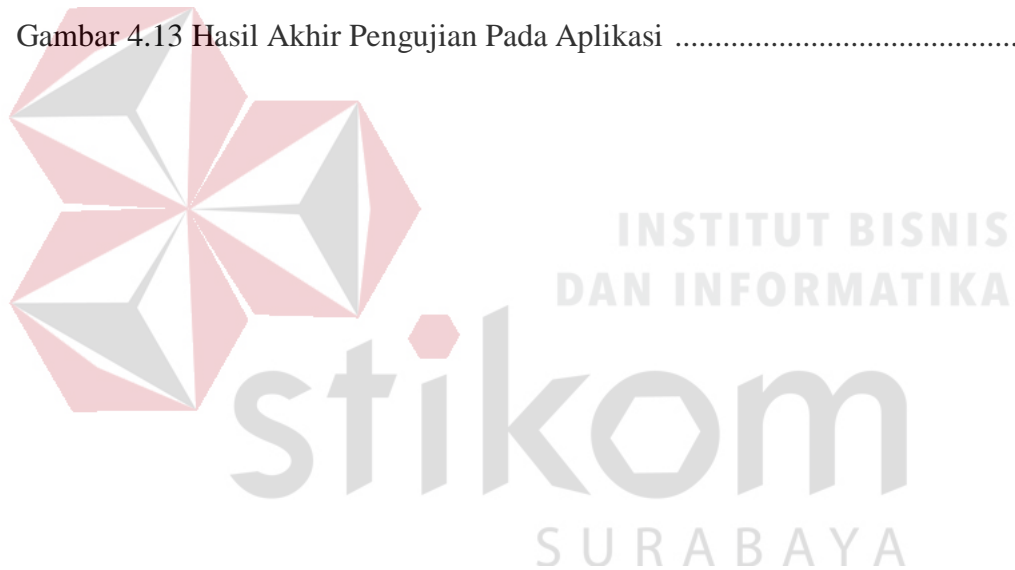 Gambar 4.13 Hasil Akhir Pengujian Pada Aplikasi ..........................................
INSTITUT BISNIS
DAN INFORMATIKA
stikom
SURABAYA